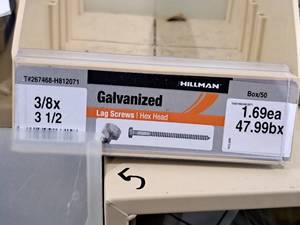 T#267468-H812071
HILLMAN
Box/50
3/8x
3 1/2
Galvanized
Lag Screws | Hex Head
1.69ea
47.99bx
5